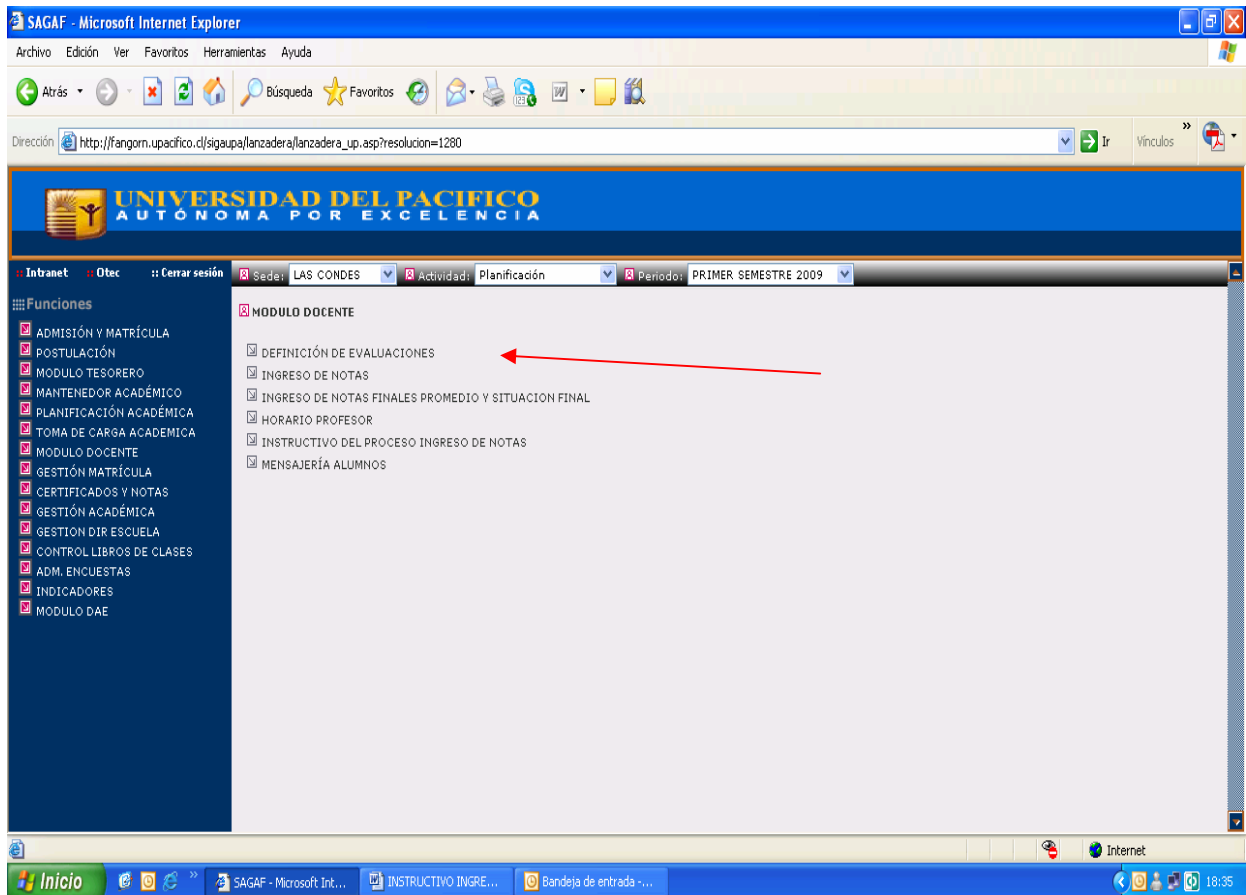 SAGAF - Microsoft Internet Explorer
Archivo Edición Ver Favoritos Herramientas Ayuda
Atrás Búsqueda Favoritos
Dirección http://fangorn.upacifico.cl/sigaupa/lanzadera/lanzadera_up.asp?resolucion=1280 Ir Vínculos »
UNIVERSIDAD DEL PACIFICO
AUTÓNOMA POR EXCELENCIA
:: Intranet :: Otec :: Cerrar sesión Sede: LAS CONDES Actividad: Planificación Periodo: PRIMER SEMESTRE 2009
Funciones
ADMISIÓN Y MATRÍCULA
POSTULACIÓN
MODULO TESORERO
MANTENEDOR ACADÉMICO
PLANIFICACIÓN ACADÉMICA
TOMA DE CARGA ACADEMICA
MODULO DOCENTE
GESTIÓN MATRÍCULA
CERTIFICADOS Y NOTAS
GESTIÓN ACADÉMICA
GESTION DIR ESCUELA
CONTROL LIBROS DE CLASES
ADM. ENCUESTAS
INDICADORES
MODULO DAE
MODULO DOCENTE
DEFINICIÓN DE EVALUACIONES
INGRESO DE NOTAS
INGRESO DE NOTAS FINALES PROMEDIO Y SITUACION FINAL
HORARIO PROFESOR
INSTRUCTIVO DEL PROCESO INGRESO DE NOTAS
MENSAJERÍA ALUMNOS
Internet
Inicio » SAGAF - Microsoft Int... INSTRUCTIVO INGRE... Bandeja de entrada -... 18:35